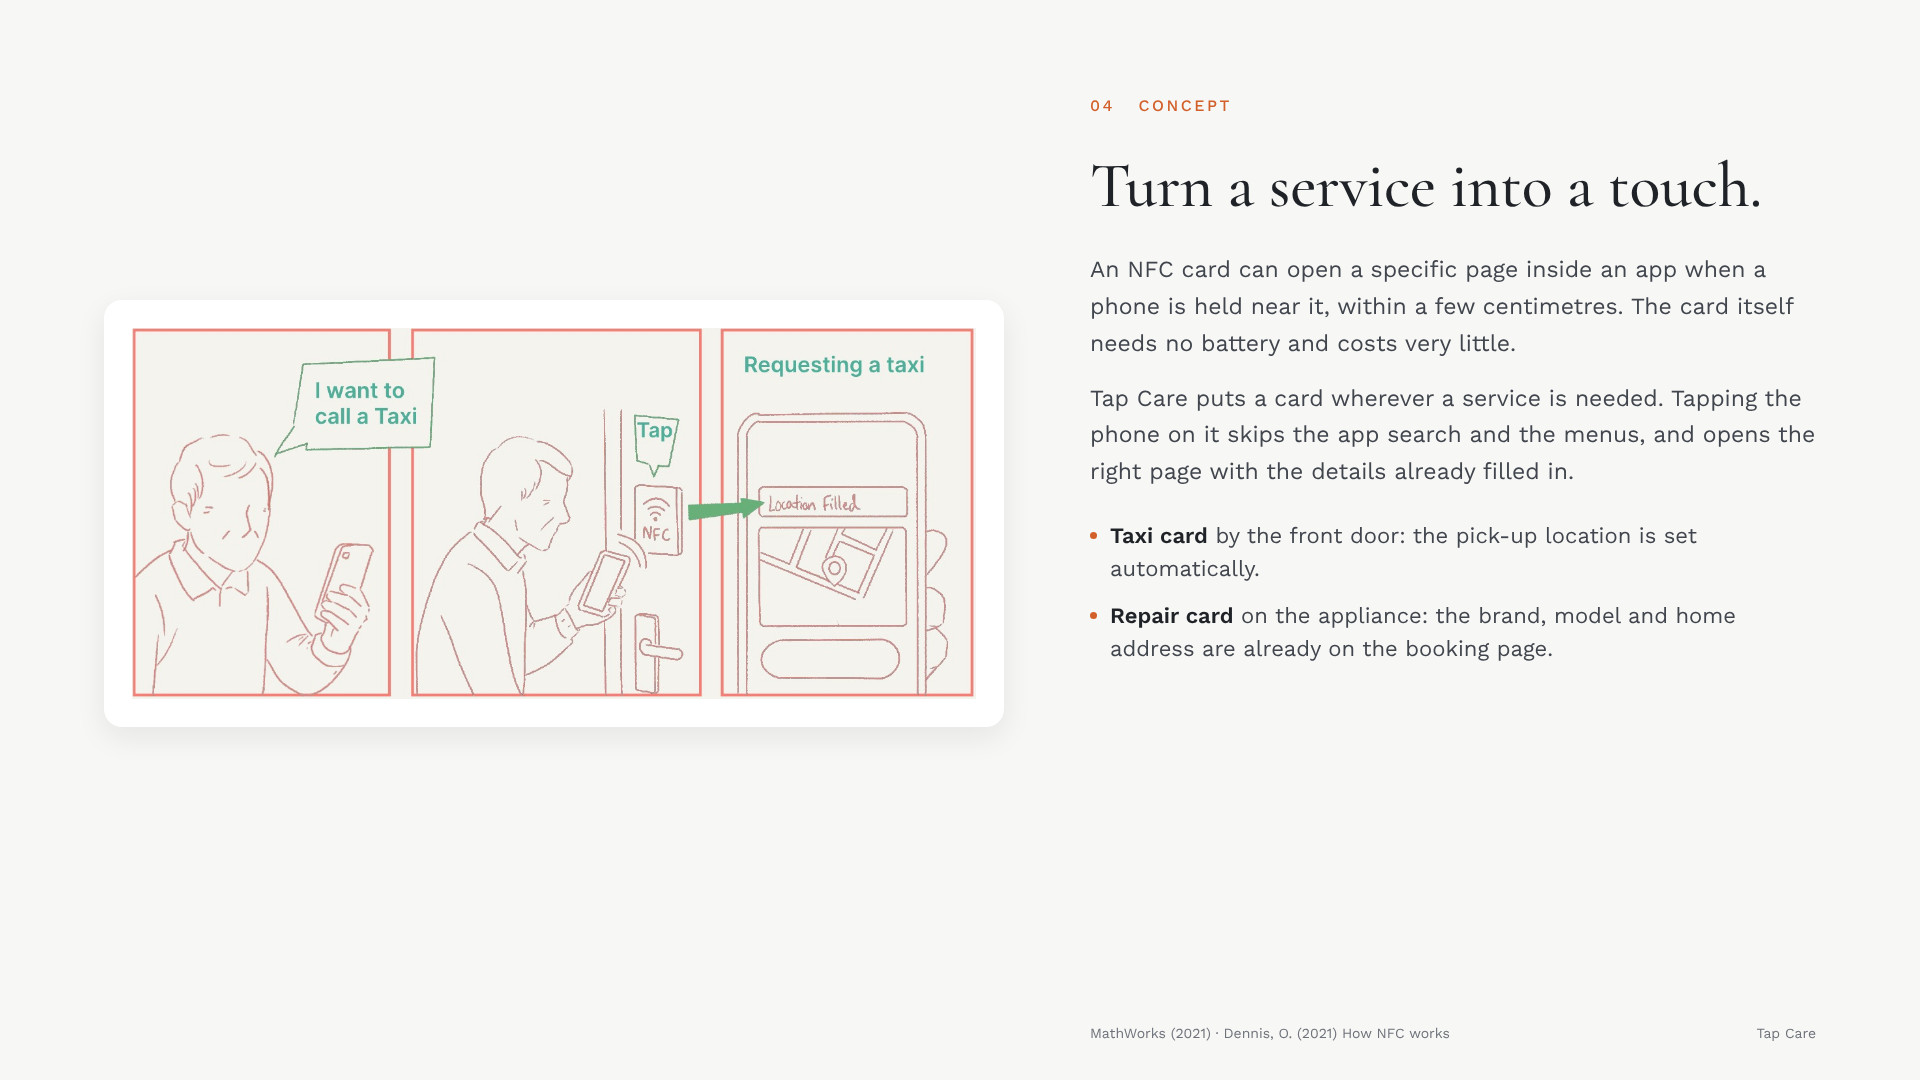 I want to
call a Taxi
Tap
NFC
Requesting a taxi
Location Filled
04 CONCEPT
Turn a service into a touch.
An NFC card can open a specific page inside an app when a
phone is held near it, within a few centimetres. The card itself
needs no battery and costs very little.
Tap Care puts a card wherever a service is needed. Tapping the
phone on it skips the app search and the menus, and opens the
right page with the details already filled in.
• Taxi card by the front door: the pick-up location is set
automatically.
• Repair card on the appliance: the brand, model and home
address are already on the booking page.
MathWorks (2021) · Dennis, O. (2021) How NFC works
Tap Care